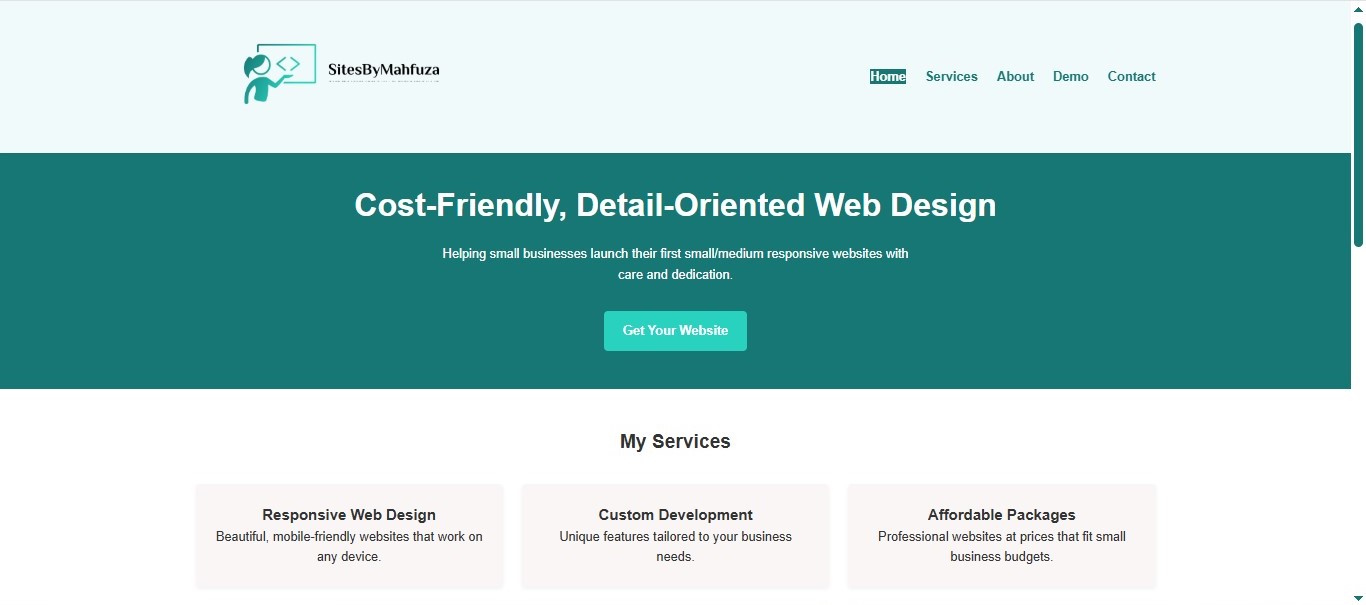 SitesByMahfuza
Home Services About Demo Contact
Cost-Friendly, Detail-Oriented Web Design
Helping small businesses launch their first small/medium responsive websites with
care and dedication.
Get Your Website
My Services
Responsive Web Design
Beautiful, mobile-friendly websites that work on
any device.
Custom Development
Unique features tailored to your business
needs.
Affordable Packages
Professional websites at prices that fit small
business budgets.